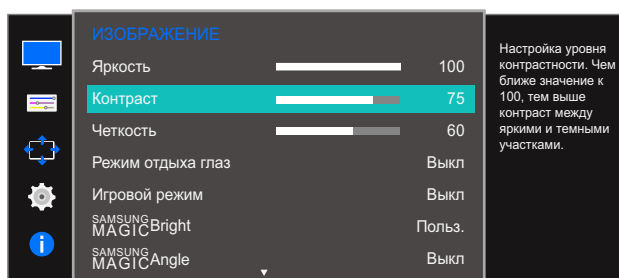 ИЗОБРАЖЕНИЕ
Яркость 100
Контраст 75
Четкость 60
Режим отдыха глаз Выкл
Игровой режим Выкл
SAMSUNG MAGIC Bright Польз.
SAMSUNG MAGIC Angle Выкл
Настройка уровня
контрастности. Чем
ближе значение к
100, тем выше
контраст между
яркими и темными
участками.